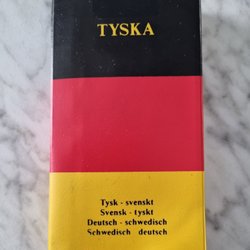 TYSKA
Tysk - svenskt
Svensk - tyskt
Deutsch - schwedisch
Schwedisch deutsch